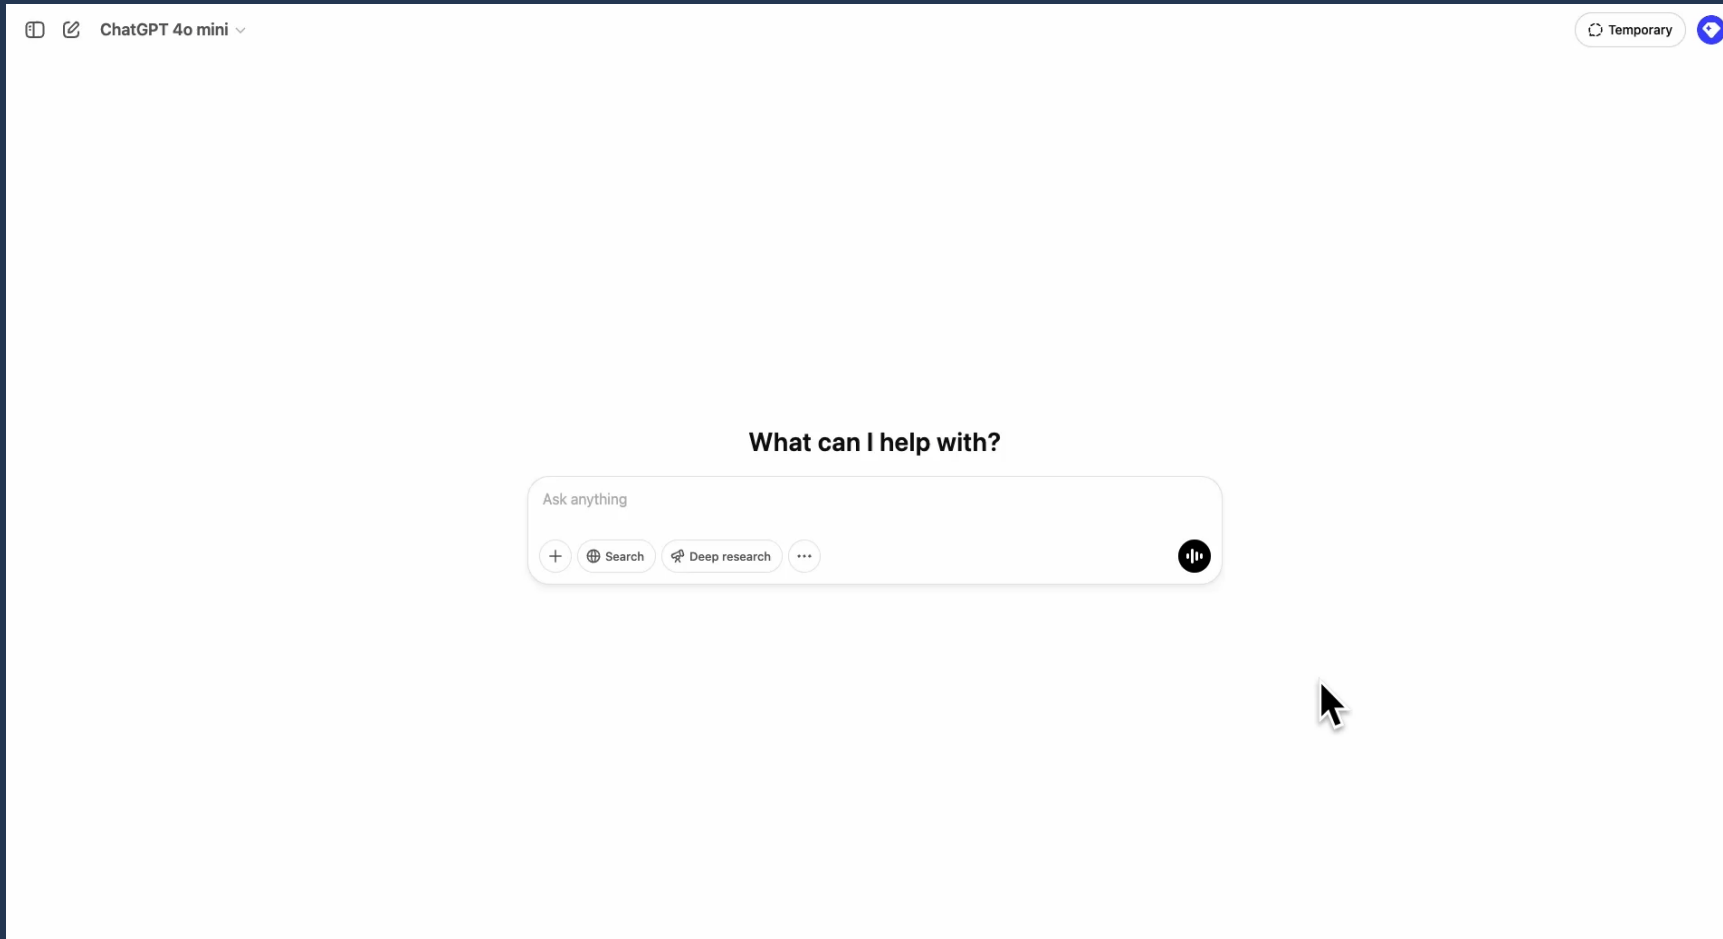 ChatGPT 4o mini
Temporary
What can I help with?
Ask anything
Search
Deep research